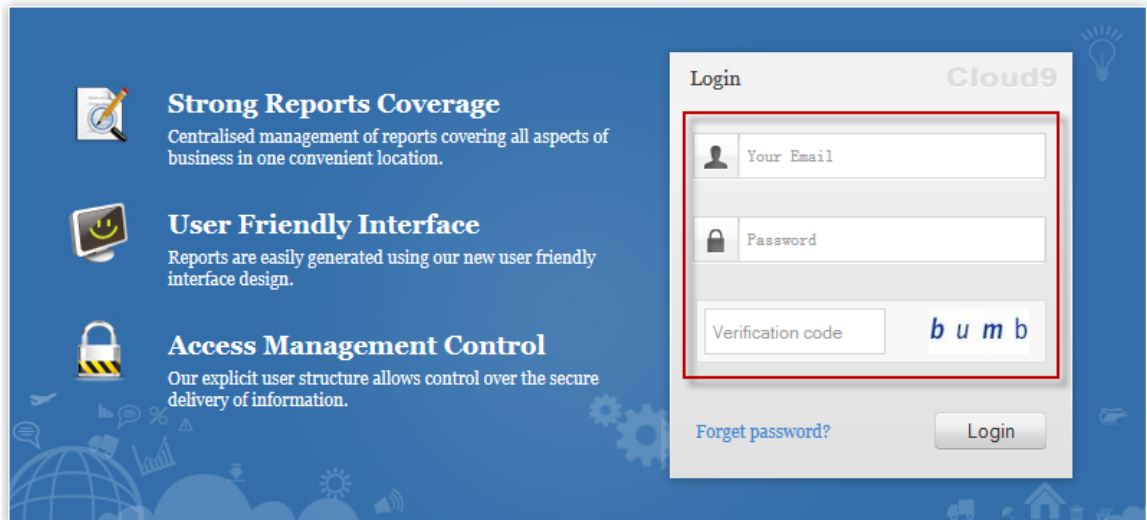 Strong Reports Coverage
Centralised management of reports covering all aspects of
business in one convenient location.
User Friendly Interface
Reports are easily generated using our new user friendly
interface design.
Access Management Control
Our explicit user structure allows control over the secure
delivery of information.
Login
Cloud9
Your Email
Password
Verification code
b u m b
Forget password?
Login